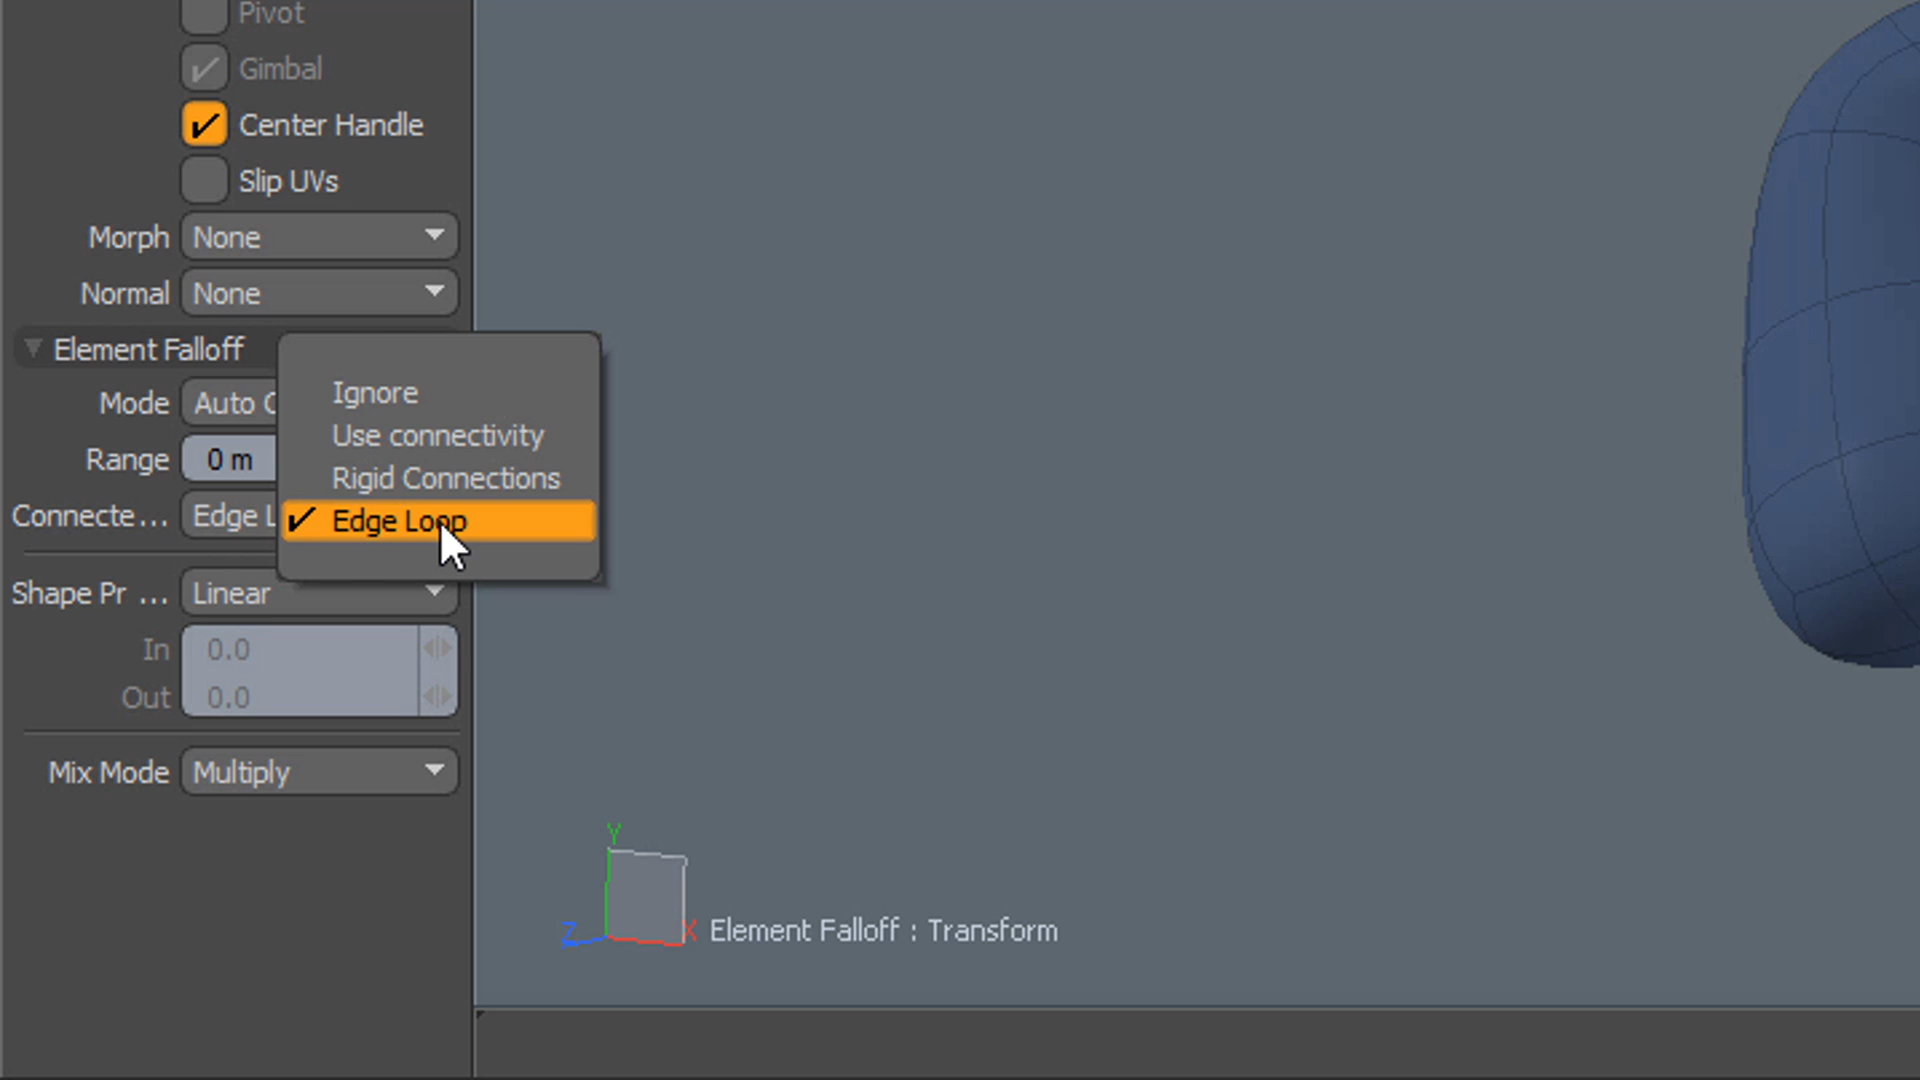 Pivot
Gimbal
Center Handle
Slip UVs
Morph None
Normal None
Element Falloff
Ignore
Mode Auto C
Use connectivity
Range 0 m
Rigid Connections
Connecte... Edge L
Edge Loop
Shape Pr ... Linear
In 0.0
Out 0.0
Mix Mode Multiply
Y
Z
X Element Falloff : Transform